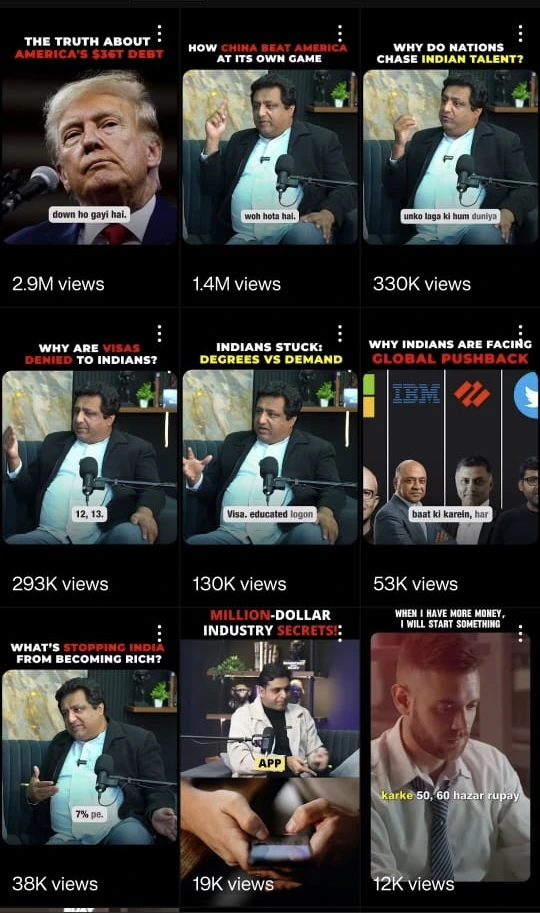 THE TRUTH ABOUT
AMERICA'S $36T DEBT
down ho gayi hai.
2.9M views
HOW CHINA BEAT AMERICA
AT ITS OWN GAME
woh hota hai.
1.4M views
WHY DO NATIONS
CHASE INDIAN TALENT?
unko laga ki hum duniya
330K views
WHY ARE VISAS
DENIED TO INDIANS?
12, 13.
293K views
INDIANS STUCK:
DEGREES VS DEMAND
Visa. educated logon
130K views
WHY INDIANS ARE FACING
GLOBAL PUSHBACK
IBM
baat ki karein, har
53K views
WHAT'S STOPPING INDIA
FROM BECOMING RICH?
7% pe.
38K views
MILLION-DOLLAR
INDUSTRY SECRETS!
APP
19K views
WHEN I HAVE MORE MONEY,
I WILL START SOMETHING
karke 50, 60 hazar rupay
12K views